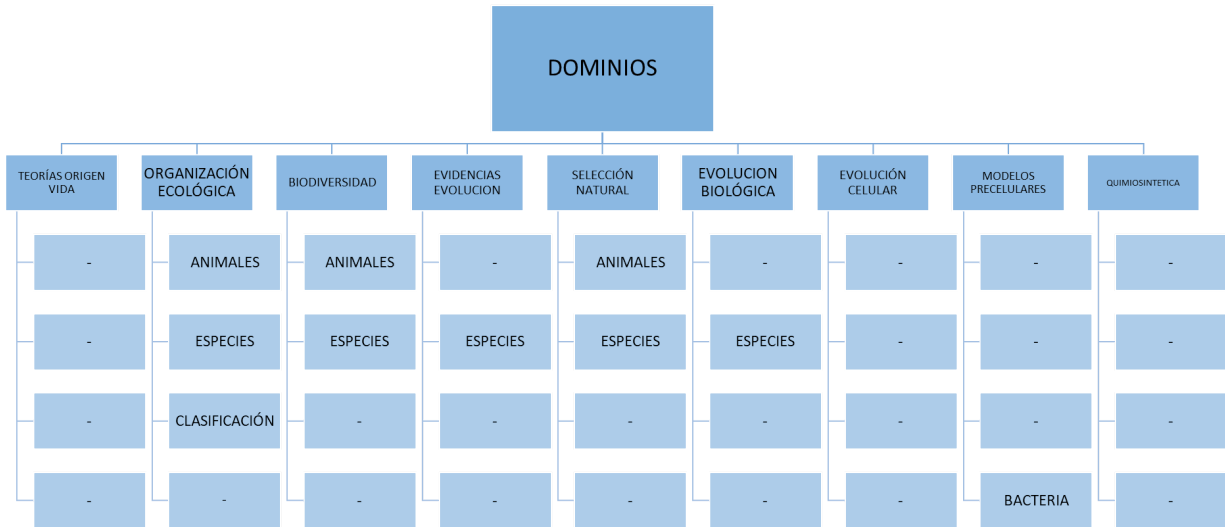 DOMINIOS
TEORÍAS ORIGEN
VIDA
ORGANIZACIÓN
ECOLÓGICA
BIODIVERSIDAD
EVIDENCIAS
EVOLUCION
SELECCIÓN
NATURAL
EVOLUCION
BIOLÓGICA
EVOLUCIÓN
CELULAR
MODELOS
PRECELULARES
QUIMIOSINTETICA
- ANIMALES ANIMALES - ANIMALES - - - -
- ESPECIES ESPECIES ESPECIES ESPECIES ESPECIES - - -
- CLASIFICACIÓN - - - - - - -
- - - - - - - BACTERIA -